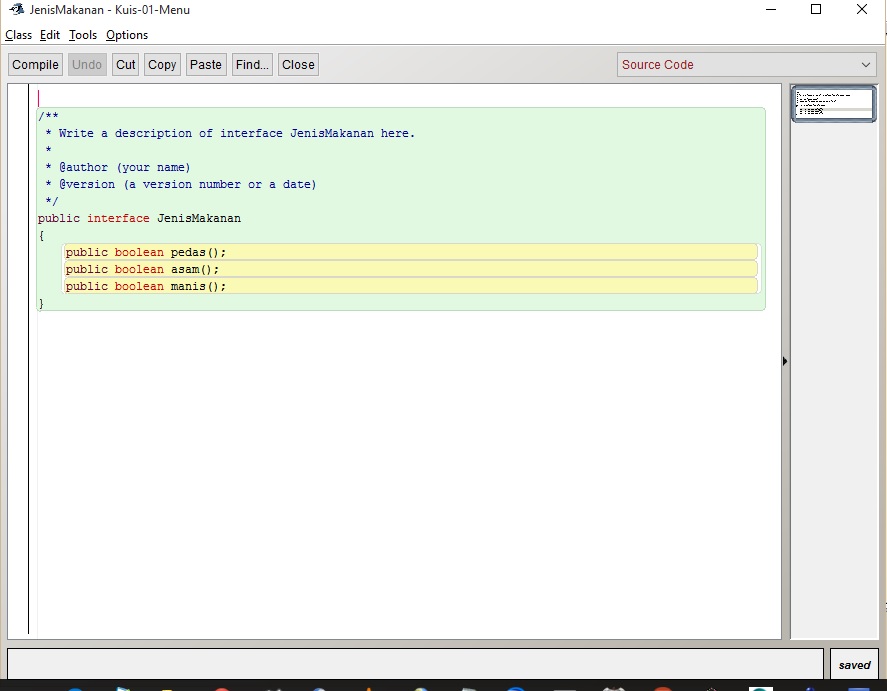 JenisMakanan - Kuis-01-Menu
Class Edit Tools Options
Compile Undo Cut Copy Paste Find... Close Source Code
/**
 * Write a description of interface JenisMakanan here.
 *
 * @author (your name)
 * @version (a version number or a date)
 */
public interface JenisMakanan
{
    public boolean pedas();
    public boolean asam();
    public boolean manis();
}
saved